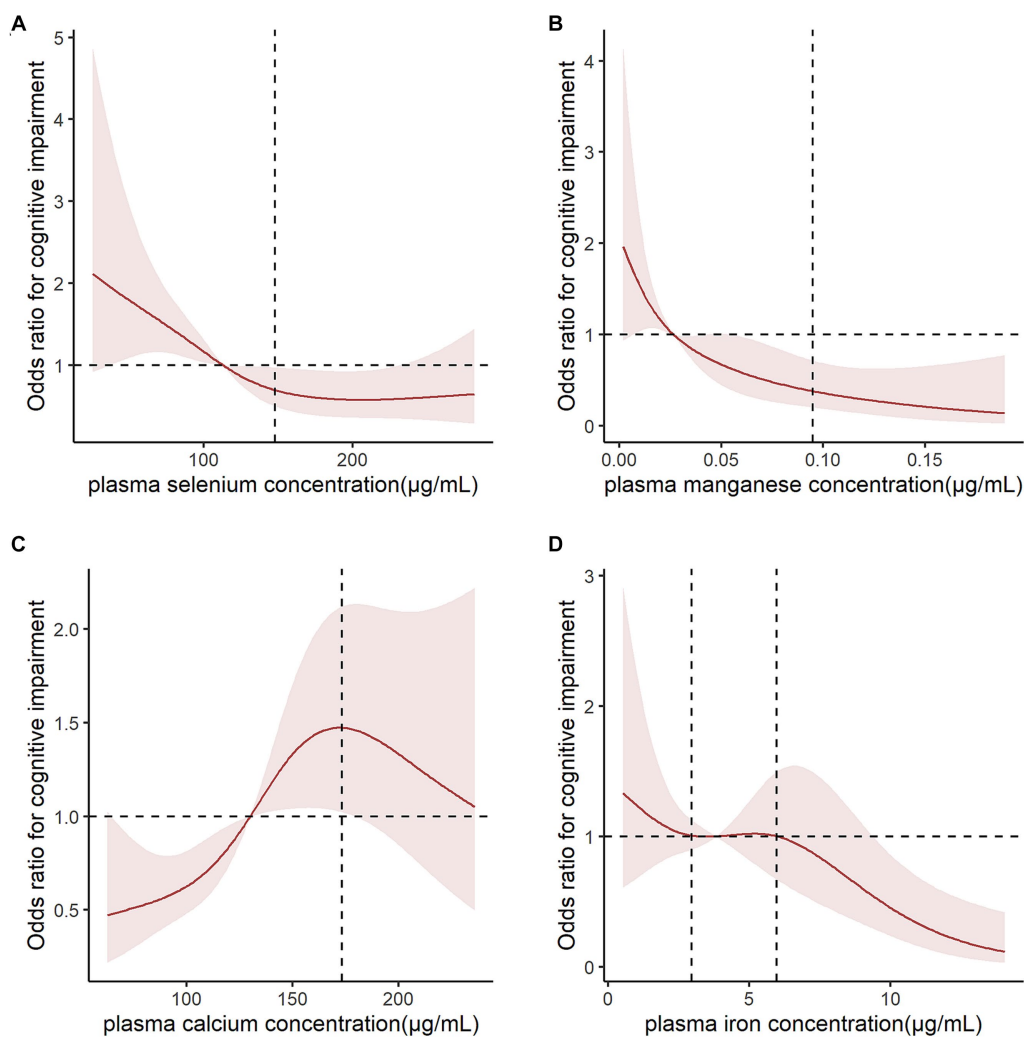 A
Odds ratio for cognitive impairment
5
4
3
2
1
100 200
plasma selenium concentration(μg/mL)
B
Odds ratio for cognitive impairment
4
3
2
1
0
0.00 0.05 0.10 0.15
plasma manganese concentration(μg/mL)
C
Odds ratio for cognitive impairment
2.0
1.5
1.0
0.5
100 150 200
plasma calcium concentration(μg/mL)
D
Odds ratio for cognitive impairment
3
2
1
0
0 5 10
plasma iron concentration(μg/mL)